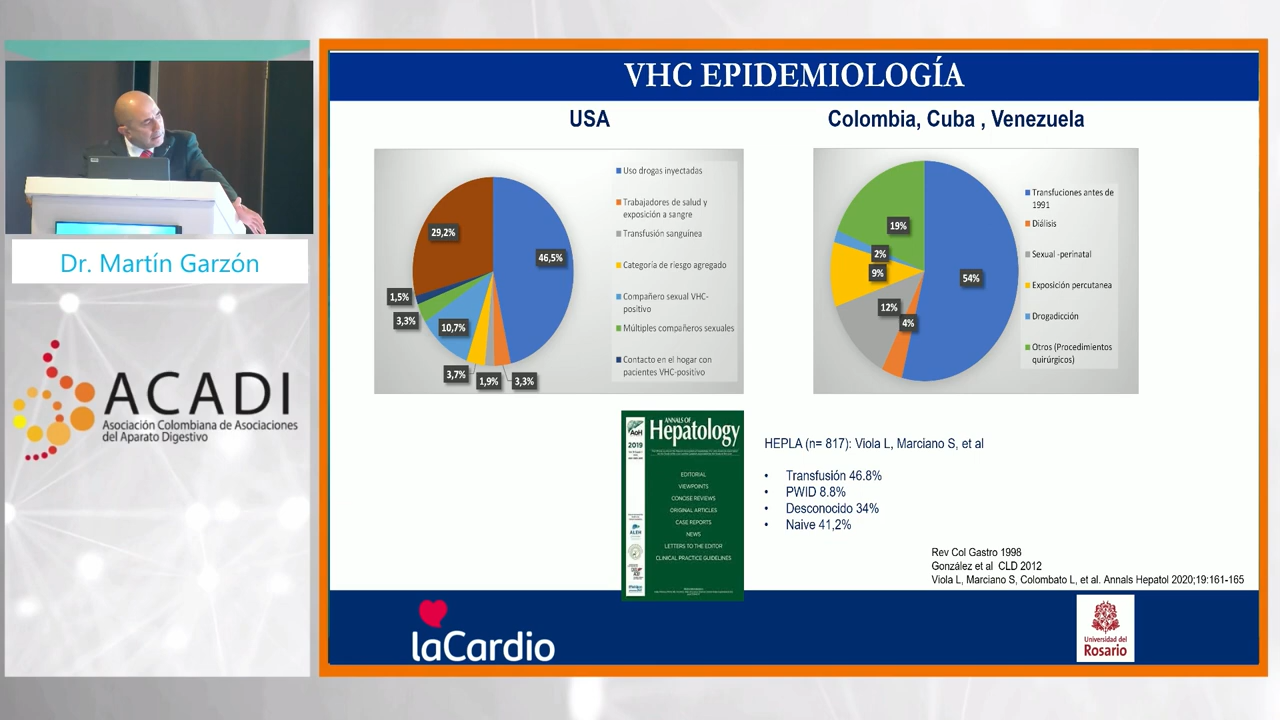 VHC EPIDEMIOLOGÍA
USA
Colombia, Cuba , Venezuela
29,2%
46,5%
1,5%
3,3%
10,7%
3,7%
1,9%
3,3%
Uso drogas inyectadas
Trabajadores de salud y
exposición a sangre
Transfusión sanguínea
Categoría de riesgo agregado
Compañero sexual VHC-
positivo
Múltiples compañeros sexuales
Contacto en el hogar con
pacientes VHC-positivo
19%
2%
9%
12%
4%
54%
Transfuciones antes de
1991
Diálisis
Sexual -perinatal
Exposición percutanea
Drogadicción
Otros (Procedimientos
quirúrgicos)
Dr. Martín Garzón
ACADI
Asociación Colombiana de Asociaciones
del Aparato Digestivo
ANNALS OF
Hepatology
AoH
2019
EDITORIAL
VIEWPOINTS
CONCISE REVIEWS
ORIGINAL ARTICLES
CASE REPORTS
NEWS
LETTERS TO THE EDITOR
CLINICAL PRACTICE GUIDELINES
HEPLA (n= 817): Viola L, Marciano S, et al
• Transfusión 46.8%
• PWID 8.8%
• Desconocido 34%
• Naive 41,2%
Rev Col Gastro 1998
González et al CLD 2012
Viola L, Marciano S, Colombato L, et al. Annals Hepatol 2020;19:161-165
laCardio
Universidad del
Rosario